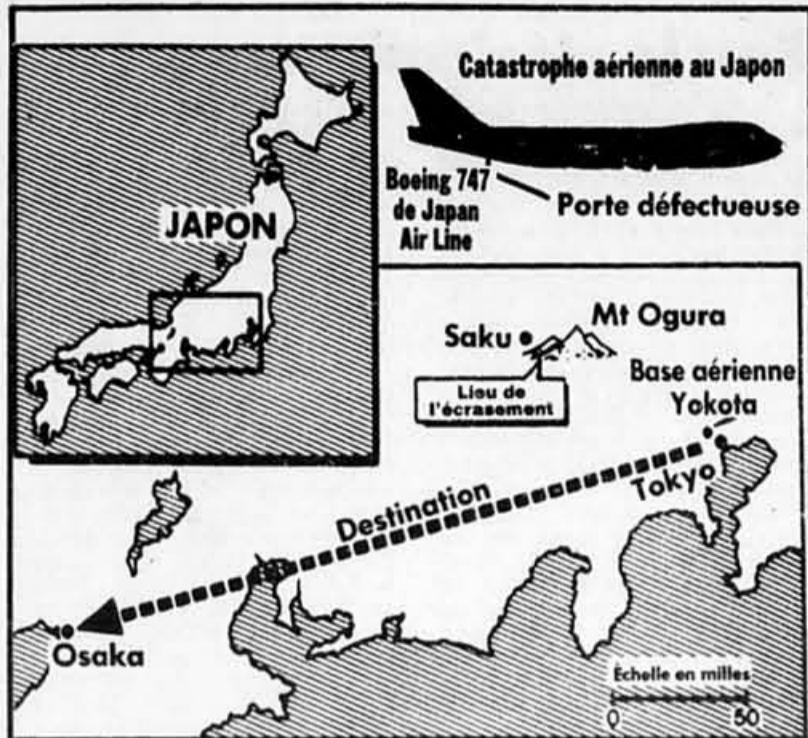 Catastrophe aérienne au Japon
JAPON
Boeing 747
de Japan
Air Line
Porte défectueuse
Mt Ogura
Saku
Lieu de
l'écrasement
Base aérienne
Yokota
Tokyo
Destination
Osaka
Échelle en milles
0 50